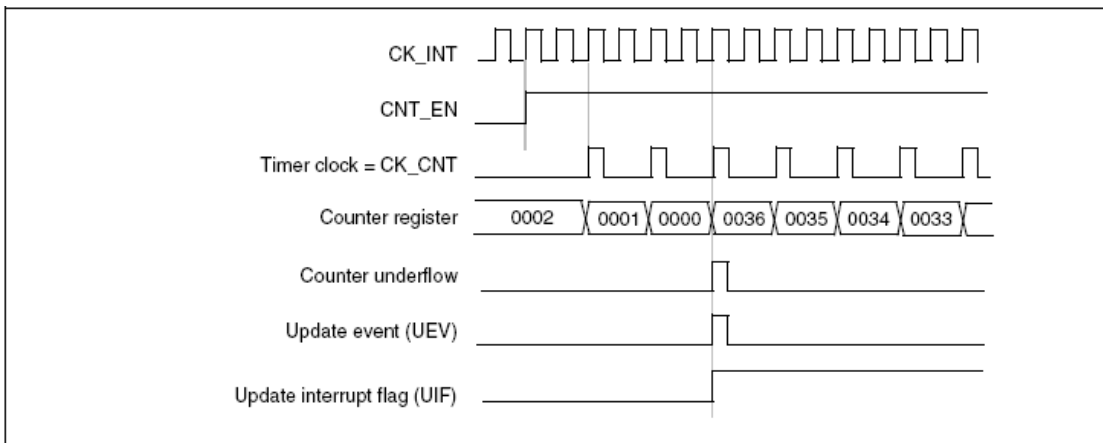 CK_INT
CNT_EN
Timer clock = CK_CNT
Counter register 0002 0001 0000 0036 0035 0034 0033
Counter underflow
Update event (UEV)
Update interrupt flag (UIF)